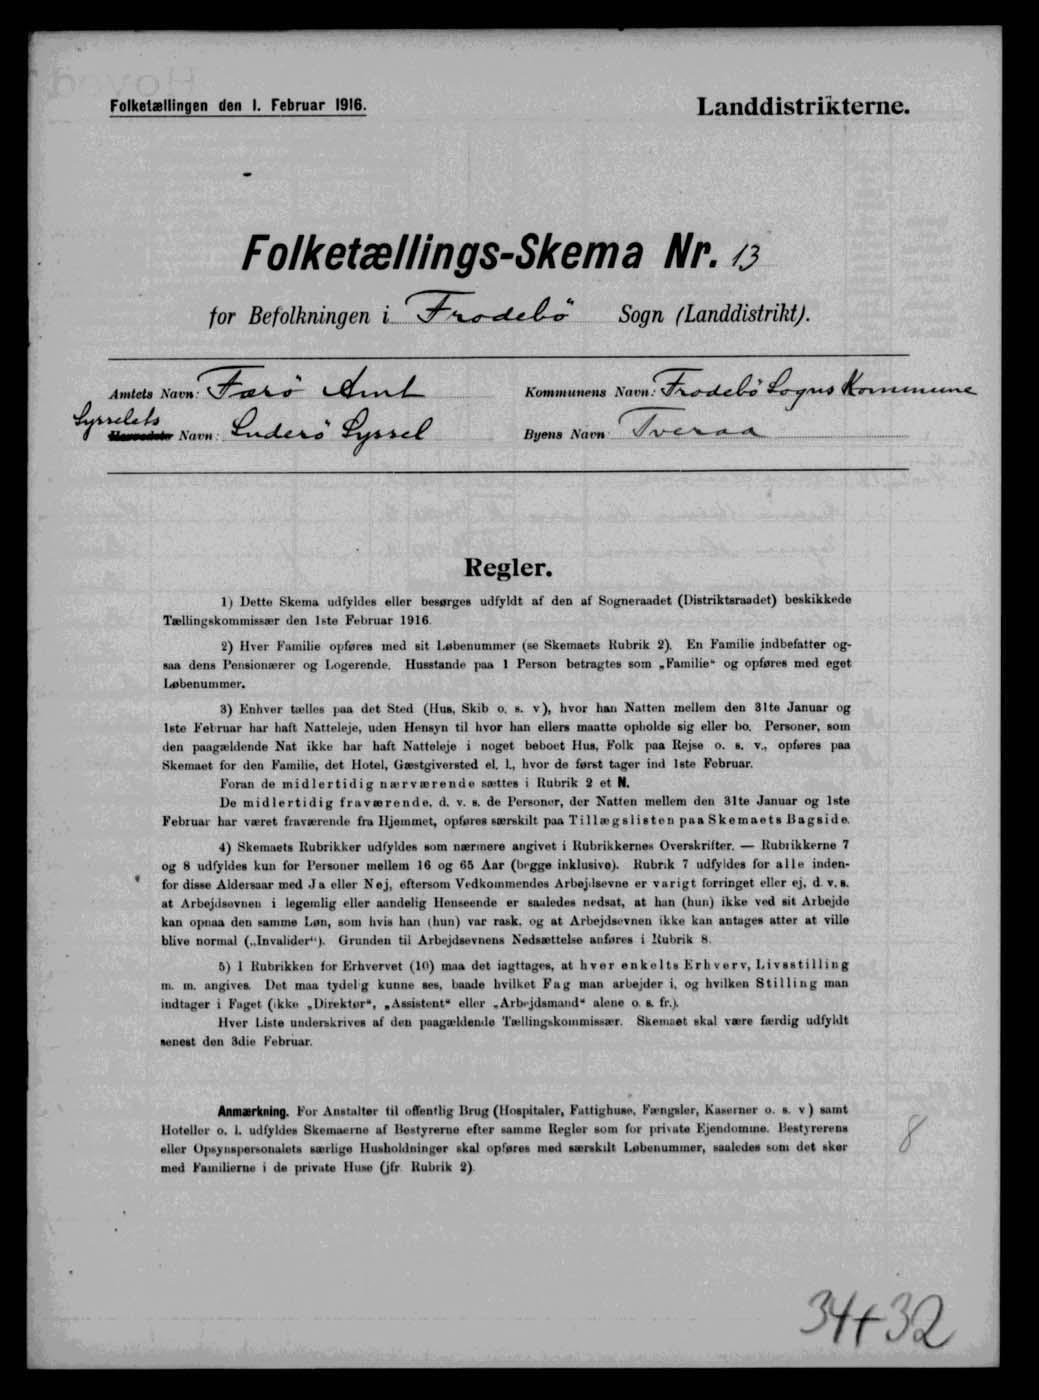 Folketællingen den 1. Februar 1916.
Landdistrikterne.
Folketællings-Skema Nr. 13
for Befolkningen i Frodebö Sogn (Landdistrikt).
Amtets Navn: Færö Amt
Kommunens Navn: Frodebö Sogns Kommune
Sysselets
Herredets Navn: Suderö Syssel
Byens Navn: Tveraa
Regler.
1) Dette Skema udfyldes eller besørges udfyldt af den af Sogneraadet (Distriktsraadet) beskikkede
Tællingskommissær den 1ste Februar 1916.
2) Hver Familie opføres med sit Løbenummer (se Skemaets Rubrik 2). En Familie indbefatter og-
saa dens Pensionærer og Logerende. Husstande paa 1 Person betragtes som „Familie“ og opføres med eget
Løbenummer.
3) Enhver tælles paa det Sted (Hus, Skib o. s. v), hvor han Natten mellem den 31te Januar og
1ste Februar har haft Natteleje, uden Hensyn til hvor han ellers maatte opholde sig eller bo. Personer, som
den paagældende Nat ikke har haft Natteleje i noget beboet Hus, Folk paa Rejse o. s. v., opføres paa
Skemaet for den Familie, det Hotel, Gæstgiversted el. l., hvor de først tager ind 1ste Februar.
Foran de midlertidig nærværende sættes i Rubrik 2 et N.
De midlertidig fraværende, d. v. s. de Personer, der Natten mellem den 31te Januar og 1ste
Februar har været fraværende fra Hjemmet, opføres særskilt paa Tillægslisten paa Skemaets Bagside.
4) Skemaets Rubrikker udfyldes som nærmere angivet i Rubrikkernes Overskrifter. — Rubrikkerne 7
og 8 udfyldes kun for Personer mellem 16 og 65 Aar (begge inklusive). Rubrik 7 udfyldes for alle inden-
for disse Aldersaar med Ja eller Nej, eftersom Vedkommendes Arbejdsevne er varigt forringet eller ej, d. v. s.
at Arbejdsevnen i legemlig eller aandelig Henseende er saaledes nedsat, at han (hun) ikke ved sit Arbejde
kan opnaa den samme Løn, som hvis han (hun) var rask, og at Arbejdsevnen ikke kan antages atter at ville
blive normal („Invalider“). Grunden til Arbejdsevnens Nedsættelse anføres i Rubrik 8.
5) I Rubrikken for Erhvervet (10) maa det iagttages, at hver enkelts Erhverv, Livsstilling
m. m. angives. Det maa tydelig kunne ses, baade hvilket Fag man arbejder i, og hvilken Stilling man
indtager i Faget (ikke „Direktør“, „Assistent“ eller „Arbejdsmand“ alene o. s. fr.).
Hver Liste underskrives af den paagældende Tællingskommissær. Skemaet skal være færdig udfyldt
senest den 3die Februar.
Anmærkning. For Anstalter til offentlig Brug (Hospitaler, Fattighuse, Fængsler, Kaserner o. s. v) samt
Hoteller o. l. udfyldes Skemaerne af Bestyrerne efter samme Regler som for private Ejendomme. Bestyrerens
eller Opsynspersonalets særlige Husholdninger skal opføres med særskilt Løbenummer, saaledes som det sker
med Familierne i de private Huse (jfr. Rubrik 2).
8
34+32